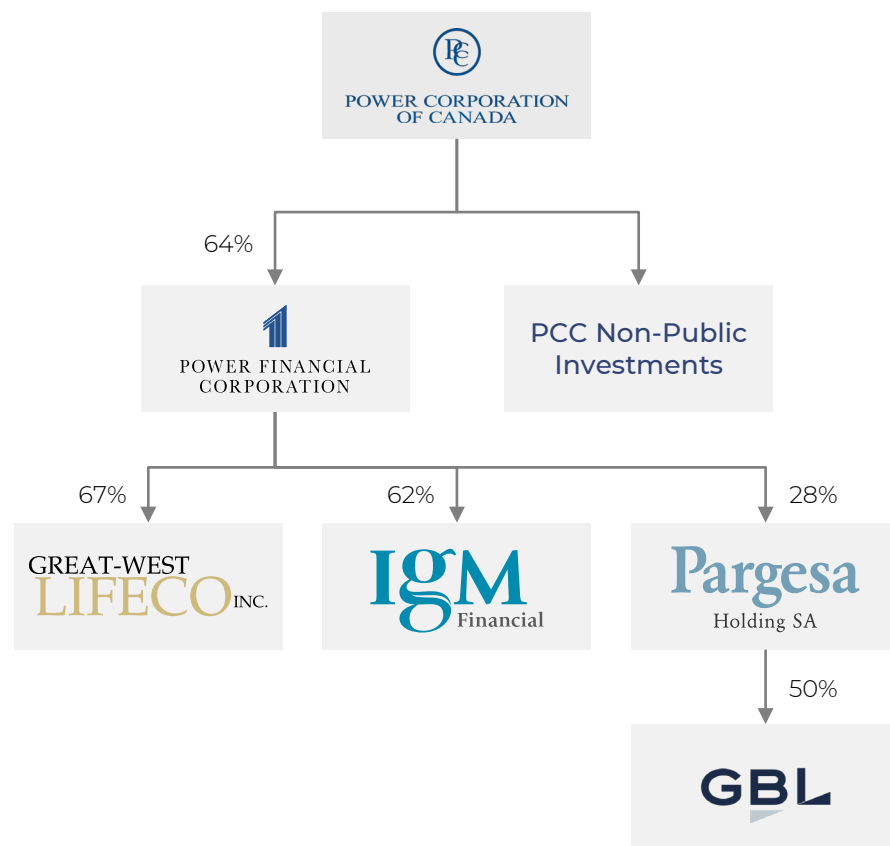 PCC
POWER CORPORATION
OF CANADA
64%
POWER FINANCIAL
CORPORATION
PCC Non-Public
Investments
67%
62%
28%
GREAT-WEST
LIFECO INC.
IGM
Financial
Pargesa
Holding SA
50%
GBL